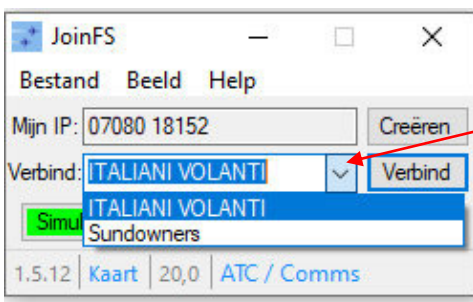 JoinFS
Bestand Beeld Help
Mijn IP: 07080 18152 Creëren
Verbind: ITALIANI VOLANTI Verbind
ITALIANI VOLANTI
Sundowners
1.5.12 Kaart 20,0 ATC / Comms